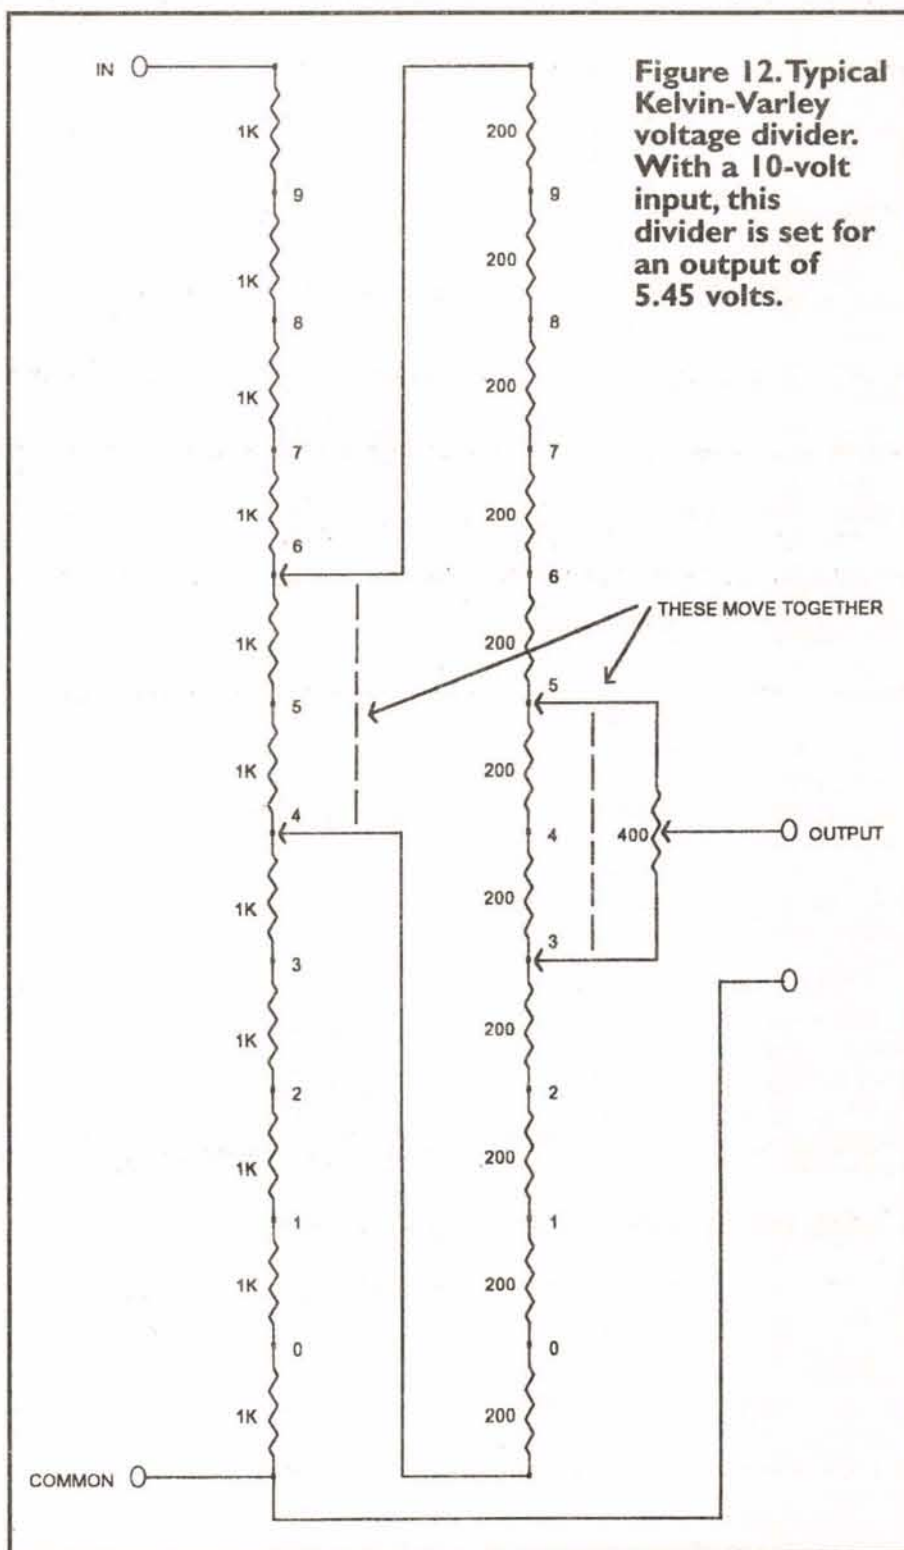 Figure 12. Typical
Kelvin-Varley
voltage divider.
With a 10-volt
input, this
divider is set for
an output of
5.45 volts.
IN
1K
9
1K
8
1K
7
1K
6
1K
5
1K
4
1K
3
1K
2
1K
1
1K
0
1K
COMMON
200
9
200
8
200
7
200
6
200
5
200
4
200
3
200
2
200
1
200
0
200
THESE MOVE TOGETHER
400
OUTPUT